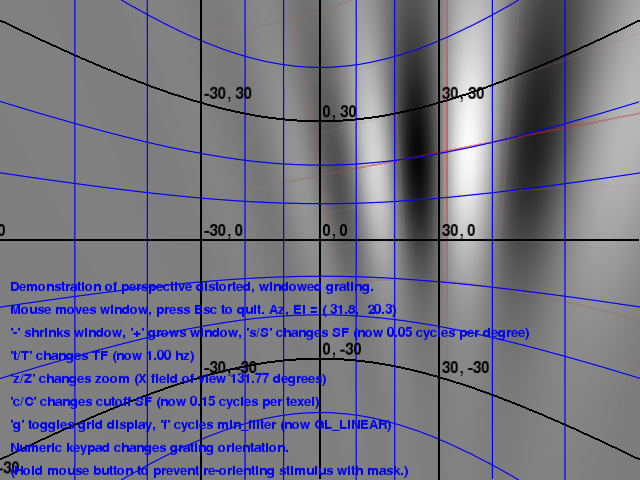 -30, 30
30, 30
0, 30
0
-30, 0
0, 0
30, 0
Demonstration of perspective distorted, windowed grating.
Mouse moves window, press Esc to quit. Az, El = ( 31.8,  20.3)
'-' shrinks window, '+' grows window, 's/S' changes SF (now 0.05 cycles per degree)
't/T' changes TF (now 1.00 hz)
0, -30
-30, -30
30, -30
'z/Z' changes zoom (X field of view 131.77 degrees)
'c/C' changes cutoff SF (now 0.15 cycles per texel)
'g' toggles grid display, 'f' cycles min_filter (now GL_LINEAR)
Numeric keypad changes grating orientation.
-30
(Hold mouse button to prevent re-orienting stimulus with mask.)